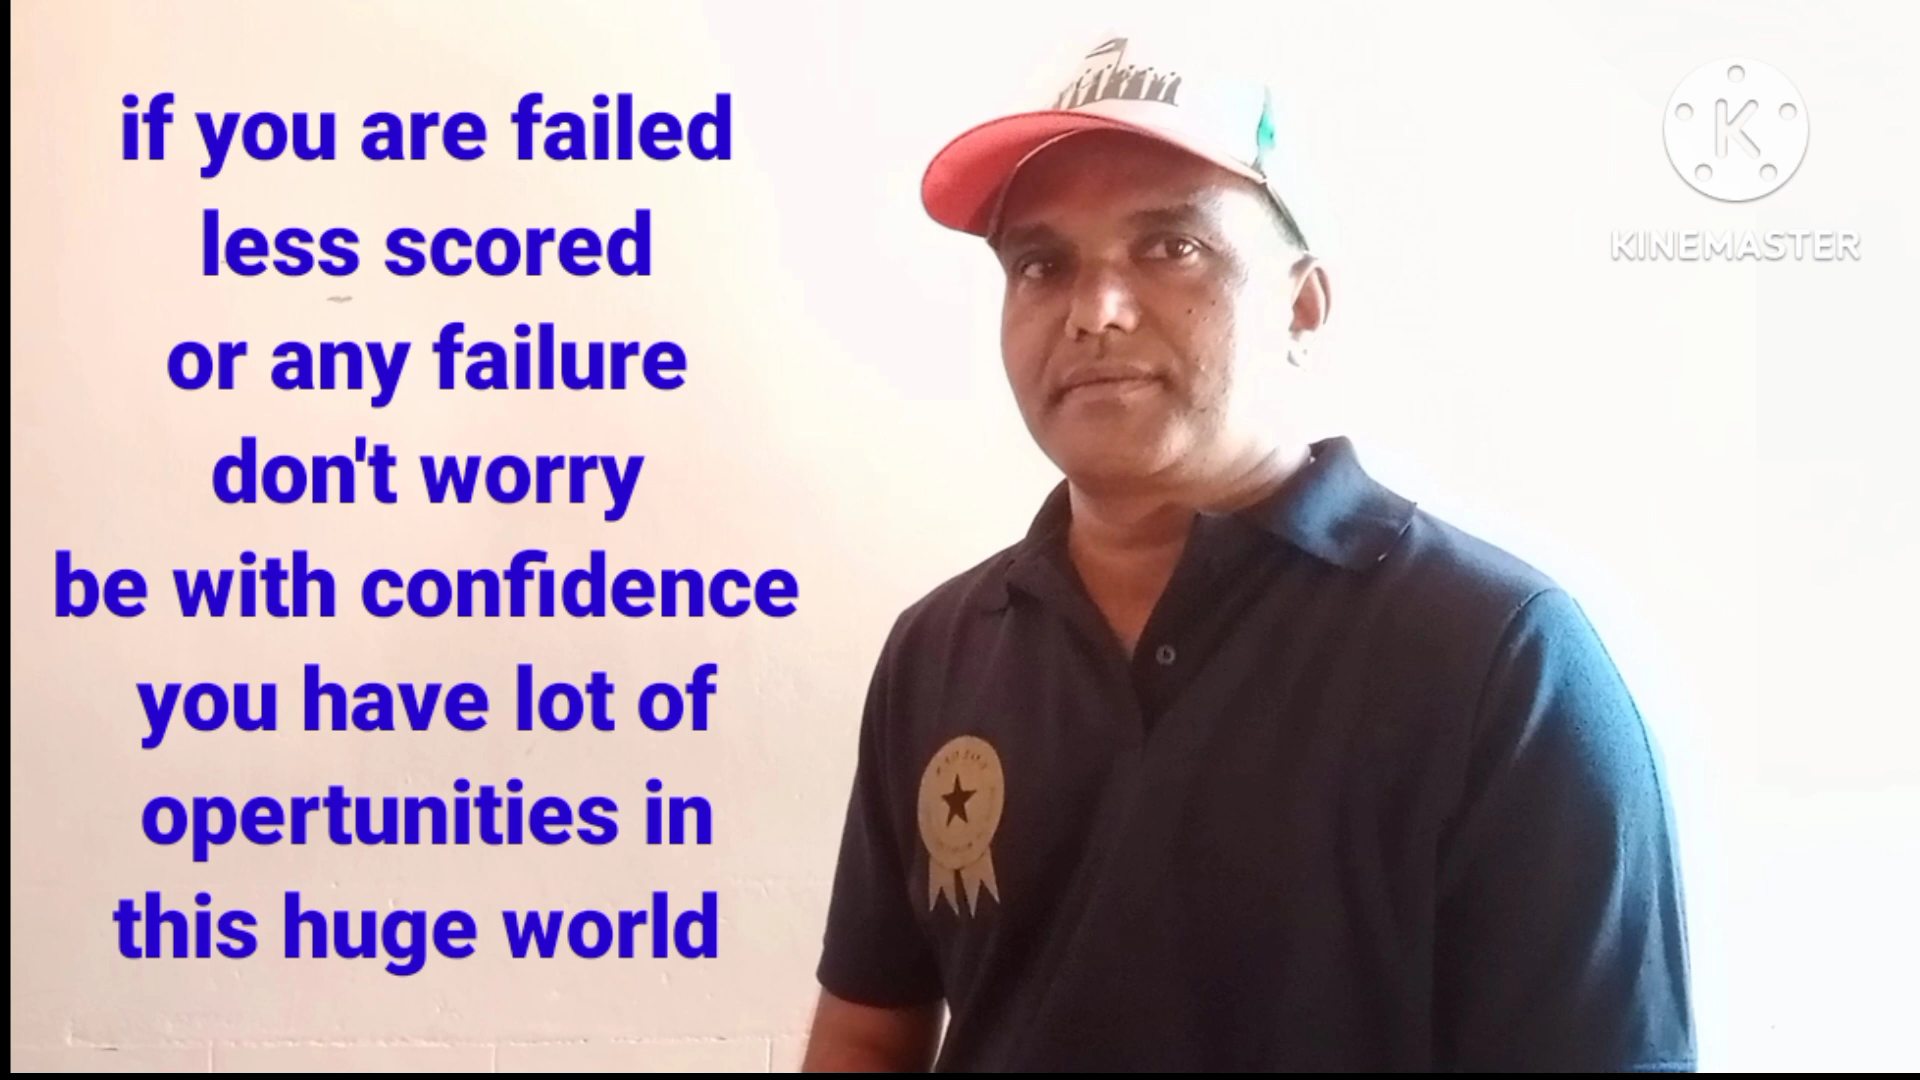 if you are failed
less scored
or any failure
don't worry
be with confidence
you have lot of
opertunities in
this huge world
K
KINEMASTER